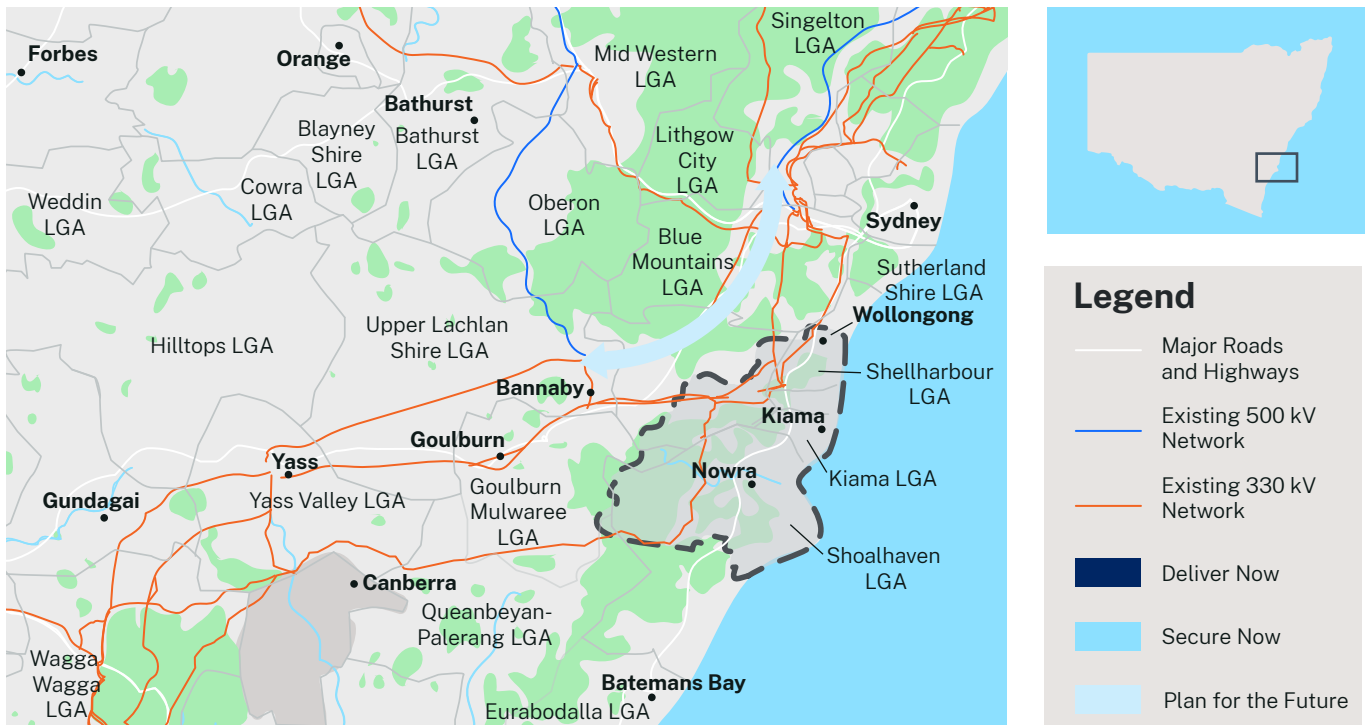 Forbes
Orange
Mid Western
LGA
Singelton
LGA
Bathurst
Bathurst
LGA
Blayney
Shire
LGA
Lithgow
City
LGA
Cowra
LGA
Weddin
LGA
Oberon
LGA
Sydney
Blue
Mountains
LGA
Sutherland
Shire LGA
Wollongong
Upper Lachlan
Shire LGA
Hilltops LGA
Shellharbour
LGA
Bannaby
Kiama
Goulburn
Yass
Nowra
Kiama LGA
Yass Valley LGA
Goulburn
Mulwaree
LGA
Gundagai
Shoalhaven
LGA
Canberra
Queanbeyan-
Palerang LGA
Wagga
Wagga
LGA
Batemans Bay
Eurabodalla LGA
Legend
Major Roads
and Highways
Existing 500 kV
Network
Existing 330 kV
Network
Deliver Now
Secure Now
Plan for the Future